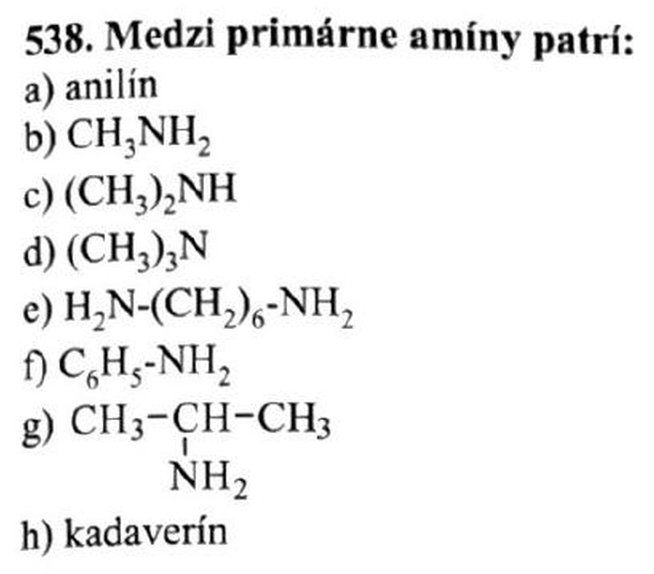 538. Medzi primárne amíny patrí:
a) anilín
b) CH₃NH₂
c) (CH₃)₂NH
d) (CH₃)₃N
e) H₂N-(CH₂)₆-NH₂
f) C₆H₅-NH₂
g) CH₃-CH-CH₃
NH₂
h) kadaverín